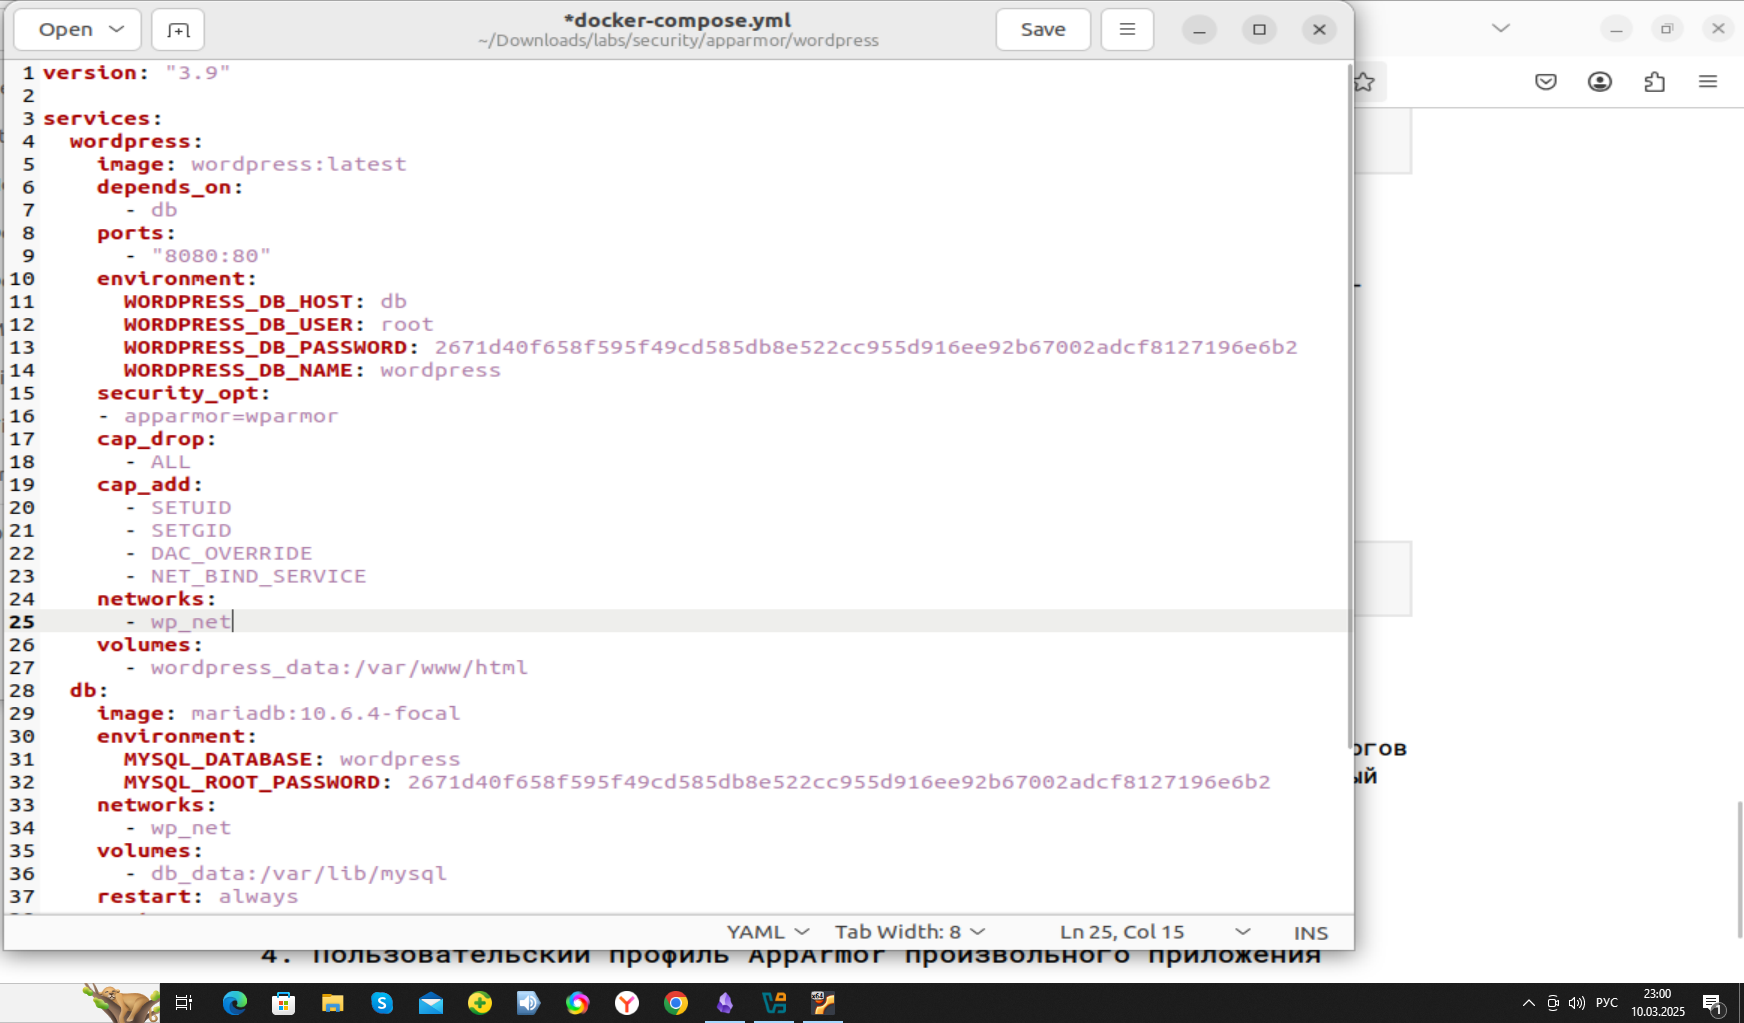 Open
*docker-compose.yml
~/Downloads/labs/security/apparmor/wordpress
Save
1 version: "3.9"
2
3 services:
4   wordpress:
5     image: wordpress:latest
6     depends_on:
7       - db
8     ports:
9       - "8080:80"
10     environment:
11       WORDPRESS_DB_HOST: db
12       WORDPRESS_DB_USER: root
13       WORDPRESS_DB_PASSWORD: 2671d40f658f595f49cd585db8e522cc955d916ee92b67002adcf8127196e6b2
14       WORDPRESS_DB_NAME: wordpress
15     security_opt:
16     - apparmor=wparmor
17     cap_drop:
18       - ALL
19     cap_add:
20       - SETUID
21       - SETGID
22       - DAC_OVERRIDE
23       - NET_BIND_SERVICE
24     networks:
25       - wp_net
26     volumes:
27       - wordpress_data:/var/www/html
28   db:
29     image: mariadb:10.6.4-focal
30     environment:
31       MYSQL_DATABASE: wordpress
32       MYSQL_ROOT_PASSWORD: 2671d40f658f595f49cd585db8e522cc955d916ee92b67002adcf8127196e6b2
33     networks:
34       - wp_net
35     volumes:
36       - db_data:/var/lib/mysql
37     restart: always
YAML Tab Width: 8 Ln 25, Col 15 INS
4. Пользовательский профиль AppArmor произвольного приложения
РУС
23:00
10.03.2025
1